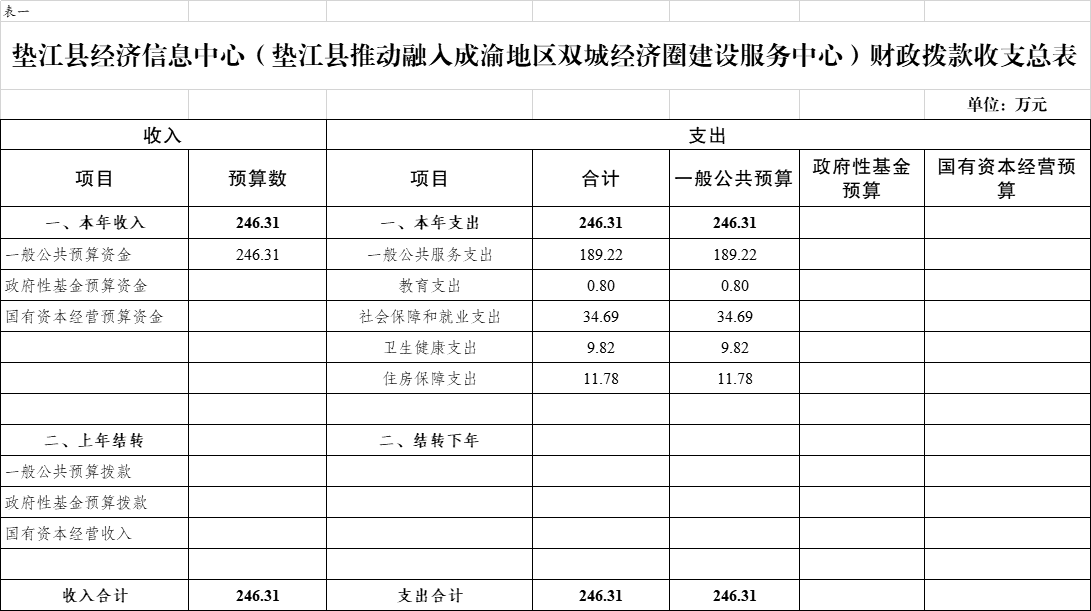 表一
垫江县经济信息中心（垫江县推动融入成渝地区双城经济圈建设服务中心）财政拨款收支总表
单位：万元
收入 支出
项目 预算数 项目 合计 一般公共预算 政府性基金预算 国有资本经营预算
一、本年收入 246.31 一、本年支出 246.31 246.31
一般公共预算资金 246.31 一般公共服务支出 189.22 189.22
政府性基金预算资金 教育支出 0.80 0.80
国有资本经营预算资金 社会保障和就业支出 34.69 34.69
卫生健康支出 9.82 9.82
住房保障支出 11.78 11.78
二、上年结转 二、结转下年
一般公共预算拨款
政府性基金预算拨款
国有资本经营收入
收入合计 246.31 支出合计 246.31 246.31